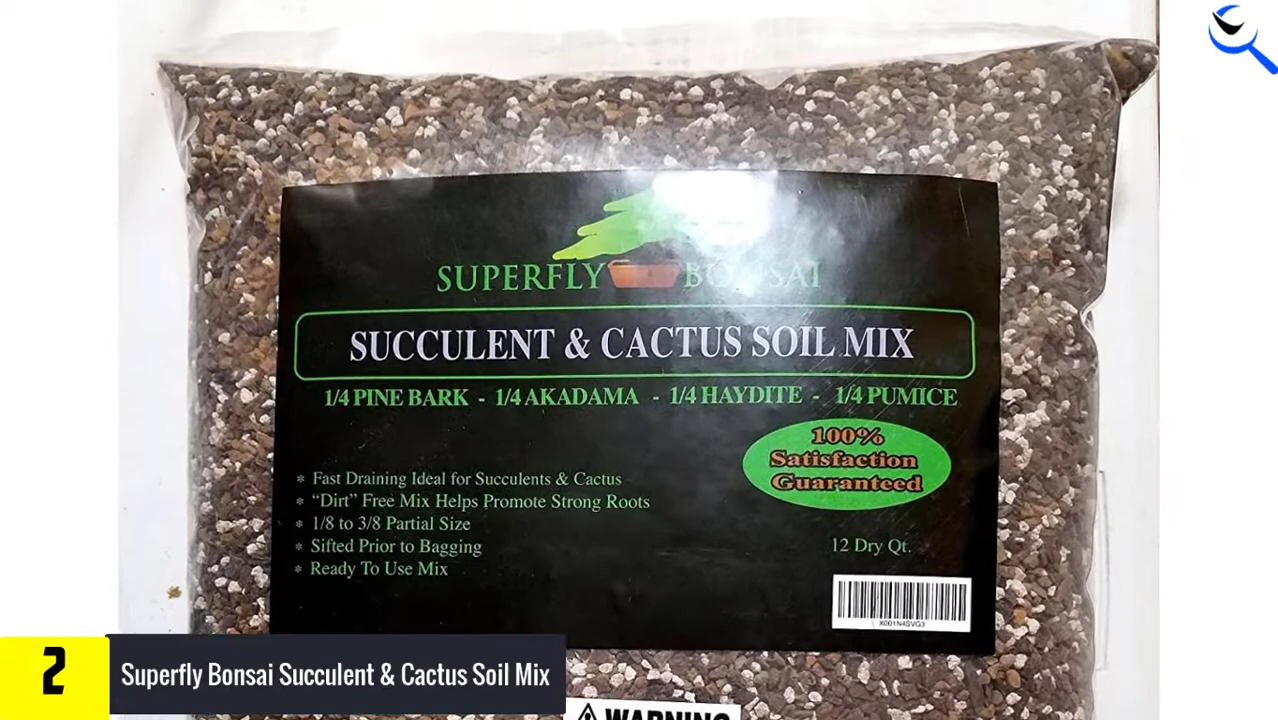 SUPERFLY BONSAI
SUCCULENT & CACTUS SOIL MIX
1/4 PINE BARK - 1/4 AKADAMA - 1/4 HAYDITE - 1/4 PUMICE
100%
Satisfaction
Guaranteed
* Fast Draining Ideal for Succulents & Cactus
* “Dirt” Free Mix Helps Promote Strong Roots
* 1/8 to 3/8 Partial Size
* Sifted Prior to Bagging
* Ready To Use Mix
12 Dry Qt.
X001N4SVG3
WARNING
2
Superfly Bonsai Succulent & Cactus Soil Mix